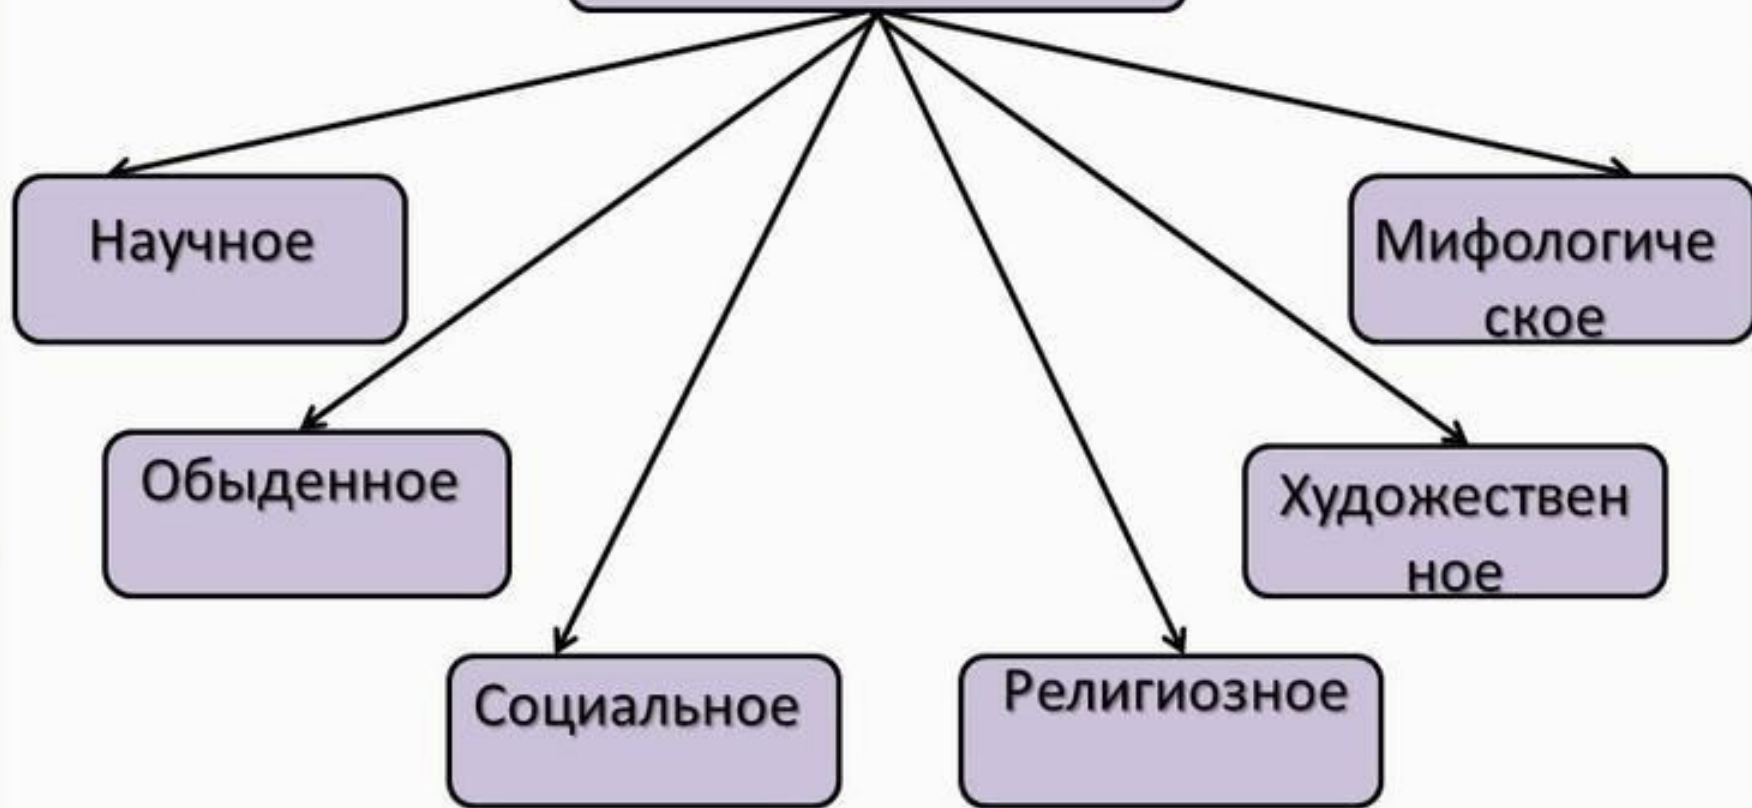 Научное
Мифологиче
ское
Обыденное
Художествен
ное
Социальное
Религиозное